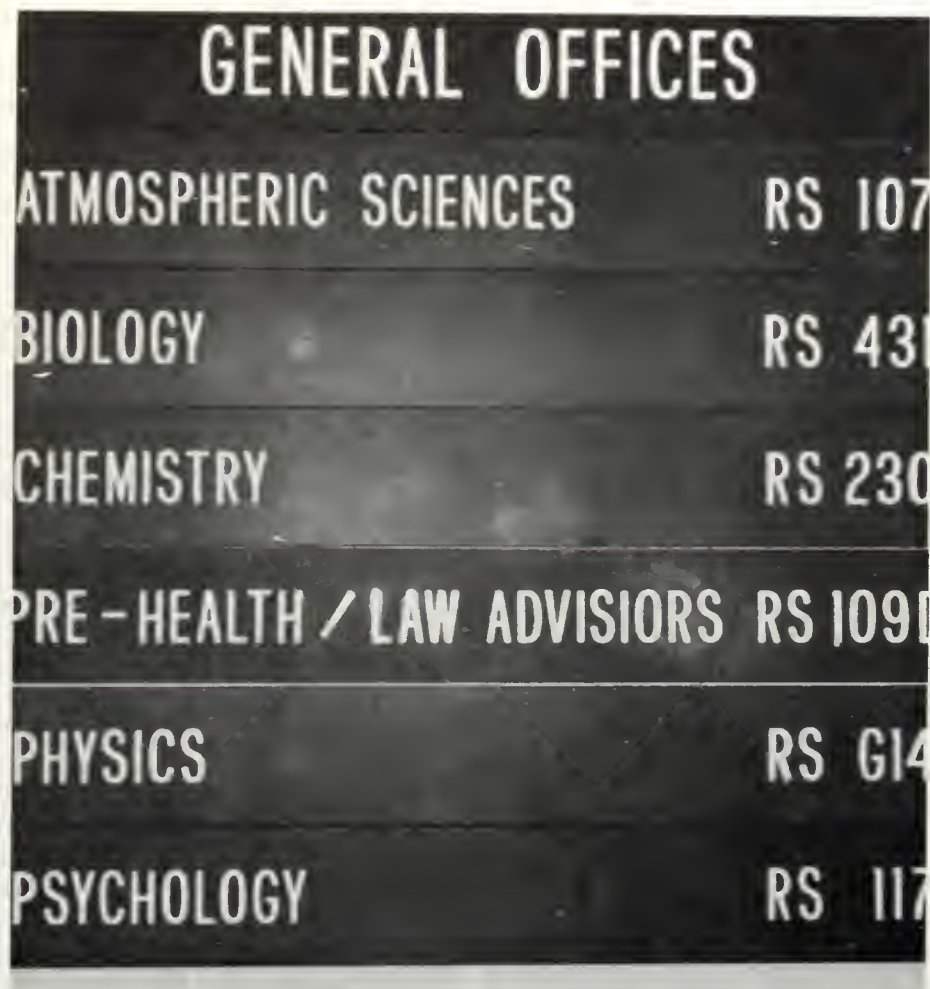 GENERAL OFFICES
ATMOSPHERIC SCIENCES RS 107
BIOLOGY RS 431
CHEMISTRY RS 230
PRE-HEALTH / LAW ADVISIORS RS 109D
PHYSICS RS G14
PSYCHOLOGY RS 117